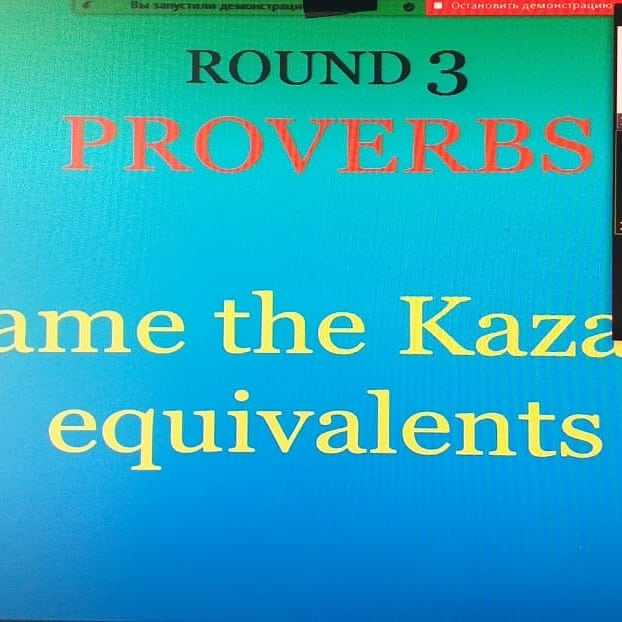 Вы запустили демонстраци
Остановить демонстрацию
ROUND 3
PROVERBS
ame the Kaza
equivalents